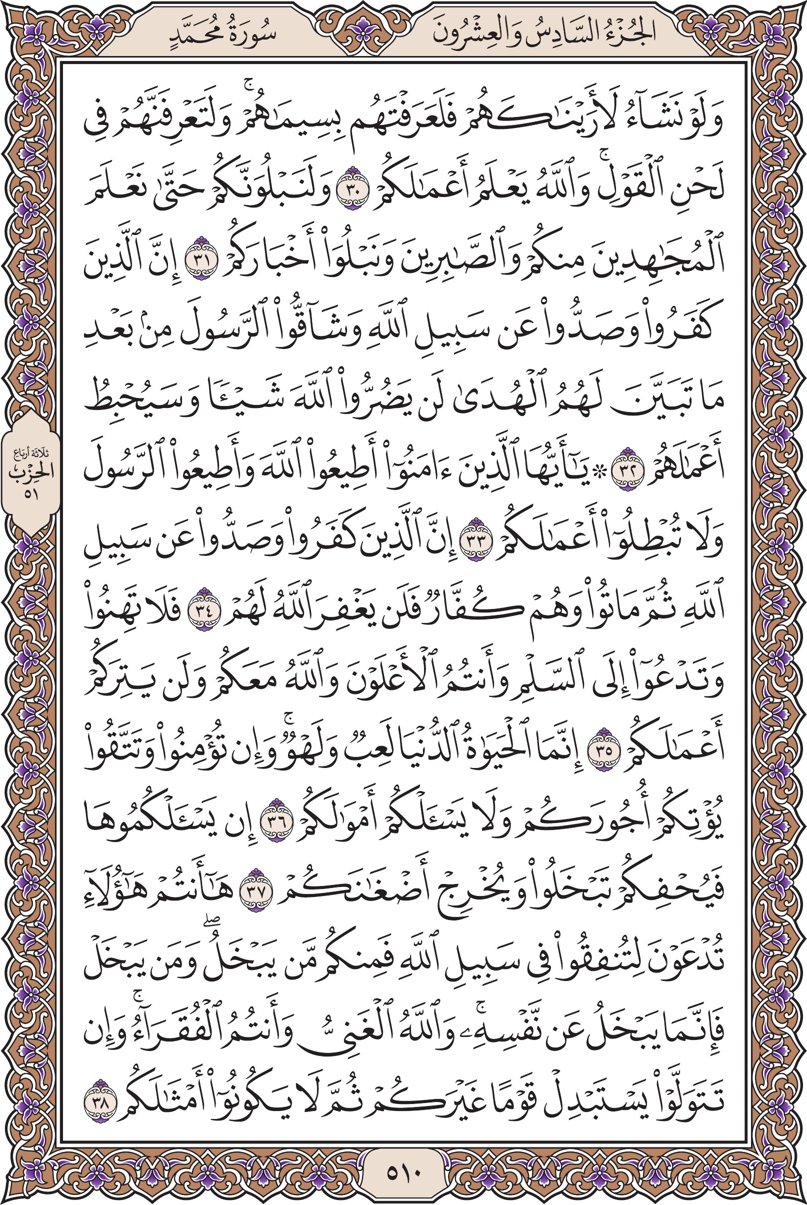 الجُزْءُ السَّادِسُ وَالعِشْرُونَ
سُورَةُ مُحَمَّدٍ
وَلَوْ نَشَآءُ لَأَرَيْنَٰكَهُمْ فَلَعَرَفْتَهُم بِسِيمَٰهُمْۚ وَلَتَعْرِفَنَّهُمْ فِى
لَحْنِ ٱلْقَوْلِۚ وَٱللَّهُ يَعْلَمُ أَعْمَٰلَكُمْ ٣٠ وَلَنَبْلُوَنَّكُمْ حَتَّىٰ نَعْلَمَ
ٱلْمُجَٰهِدِينَ مِنكُمْ وَٱلصَّٰبِرِينَ وَنَبْلُوَا۟ أَخْبَارَكُمْ ٣١ إِنَّ ٱلَّذِينَ
كَفَرُوا۟ وَصَدُّوا۟ عَن سَبِيلِ ٱللَّهِ وَشَآقُّوا۟ ٱلرَّسُولَ مِنۢ بَعْدِ
مَا تَبَيَّنَ لَهُمُ ٱلْهُدَىٰ لَن يَضُرُّوا۟ ٱللَّهَ شَيْـًٔا وَسَيُحْبِطُ
أَعْمَٰلَهُمْ ٣٢ ۞ يَٰٓأَيُّهَا ٱلَّذِينَ ءَامَنُوٓا۟ أَطِيعُوا۟ ٱللَّهَ وَأَطِيعُوا۟ ٱلرَّسُولَ
وَلَا تُبْطِلُوٓا۟ أَعْمَٰلَكُمْ ٣٣ إِنَّ ٱلَّذِينَ كَفَرُوا۟ وَصَدُّوا۟ عَن سَبِيلِ
ٱللَّهِ ثُمَّ مَاتُوا۟ وَهُمْ كُفَّارٌ فَلَن يَغْفِرَ ٱللَّهُ لَهُمْ ٣٤ فَلَا تَهِنُوا۟
وَتَدْعُوٓا۟ إِلَى ٱلسَّلْمِ وَأَنتُمُ ٱلْأَعْلَوْنَ وَٱللَّهُ مَعَكُمْ وَلَن يَتِرَكُمْ
أَعْمَٰلَكُمْ ٣٥ إِنَّمَا ٱلْحَيَوٰةُ ٱلدُّنْيَا لَعِبٌ وَلَهْوٌۚ وَإِن تُؤْمِنُوا۟ وَتَتَّقُوا۟
يُؤْتِكُمْ أُجُورَكُمْ وَلَا يَسْـَٔلْكُمْ أَمْوَٰلَكُمْ ٣٦ إِن يَسْـَٔلْكُمُوهَا
فَيُحْفِكُمْ تَبْخَلُوا۟ وَيُخْرِجْ أَضْغَٰنَكُمْ ٣٧ هَٰٓأَنتُمْ هَٰٓؤُلَآءِ
تُدْعَوْنَ لِتُنفِقُوا۟ فِى سَبِيلِ ٱللَّهِ فَمِنكُم مَّن يَبْخَلُۖ وَمَن يَبْخَلْ
فَإِنَّمَا يَبْخَلُ عَن نَّفْسِهِۦۚ وَٱللَّهُ ٱلْغَنِىُّ وَأَنتُمُ ٱلْفُقَرَآءُۚ وَإِن
تَتَوَلَّوْا۟ يَسْتَبْدِلْ قَوْمًا غَيْرَكُمْ ثُمَّ لَا يَكُونُوٓا۟ أَمْثَٰلَكُم ٣٨
ثَلَاثَة أَرْبَاع
الحِزْب
٥١
٥١٠